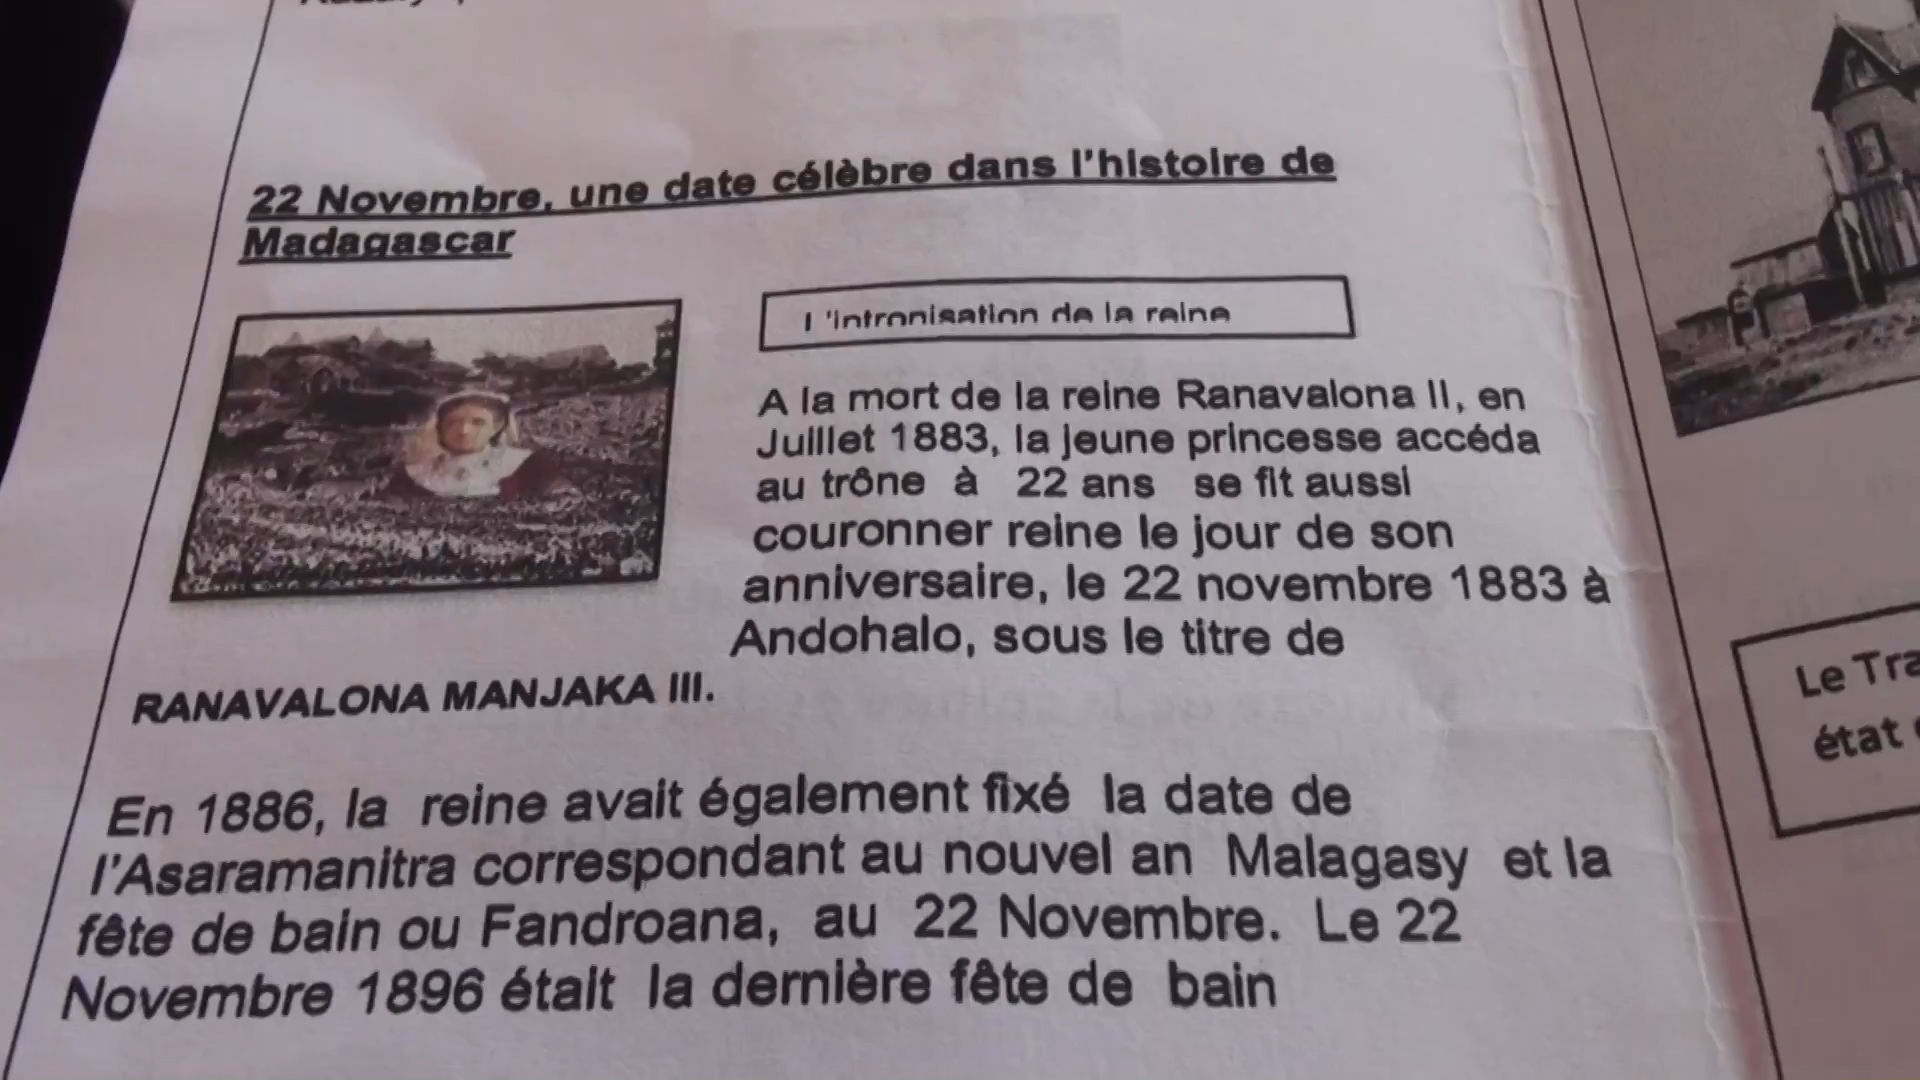 22 Novembre, une date célèbre dans l'histoire de
Madagascar
L'intronisation de la reine
A la mort de la reine Ranavalona II, en
Juillet 1883, la jeune princesse accéda
au trône à 22 ans se fit aussi
couronner reine le jour de son
anniversaire, le 22 novembre 1883 à
Andohalo, sous le titre de
RANAVALONA MANJAKA III.
En 1886, la reine avait également fixé la date de
l'Asaramanitra correspondant au nouvel an Malagasy et la
fête de bain ou Fandroana, au 22 Novembre. Le 22
Novembre 1896 était la dernière fête de bain
Le
état